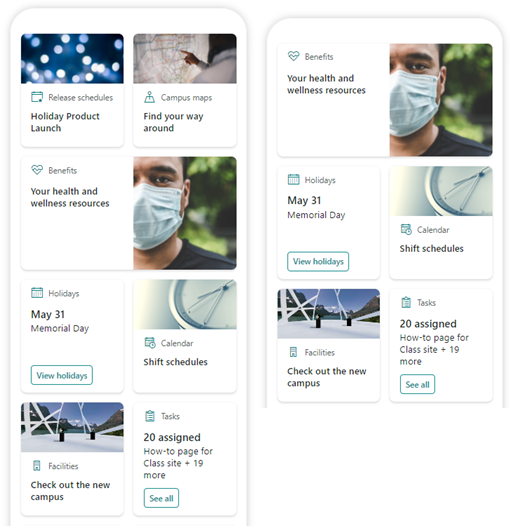 Release schedules
Holiday Product
Launch
Campus maps
Find your way
around
Benefits
Your health and
wellness resources
Holidays
May 31
Memorial Day
View holidays
Calendar
Shift schedules
Facilities
Check out the new
campus
Tasks
20 assigned
How-to page for
Class site + 19
more
See all
Benefits
Your health and
wellness resources
Holidays
May 31
Memorial Day
View holidays
Calendar
Shift schedules
Facilities
Check out the new
campus
Tasks
20 assigned
How-to page for
Class site + 19
more
See all